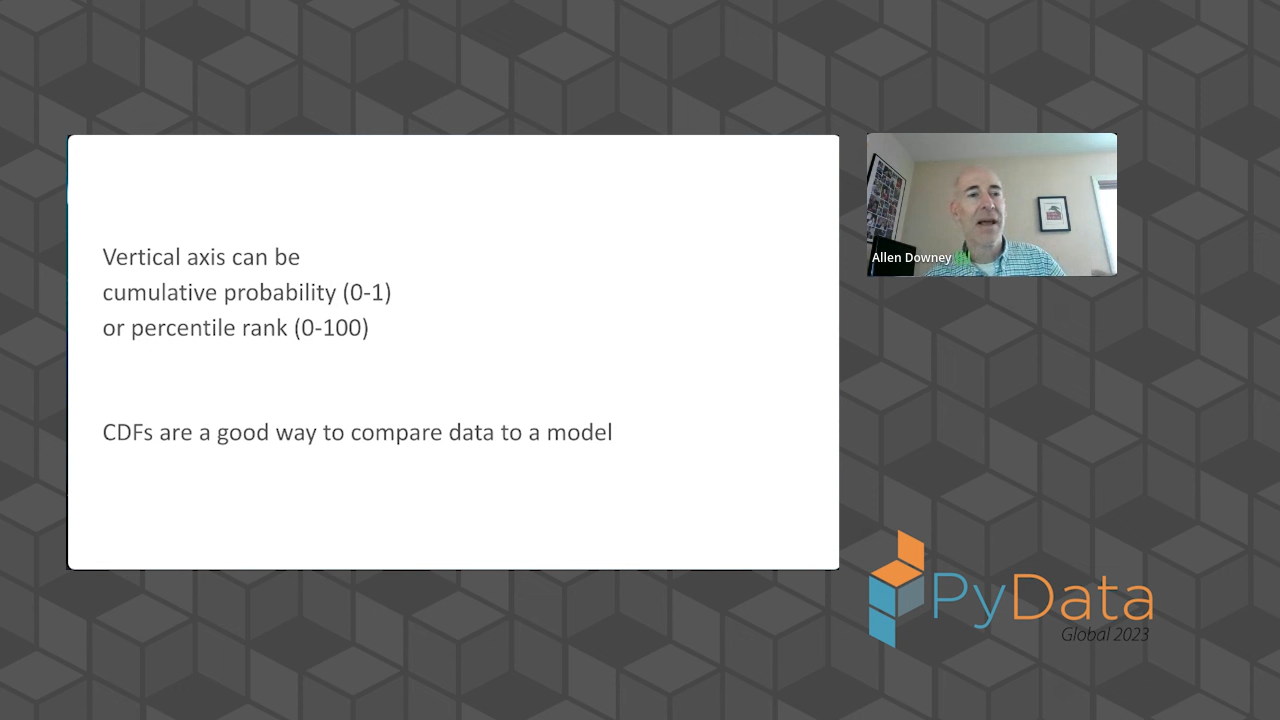 Vertical axis can be
cumulative probability (0-1)
or percentile rank (0-100)
CDFs are a good way to compare data to a model
Allen Downey
PyData
Global 2023